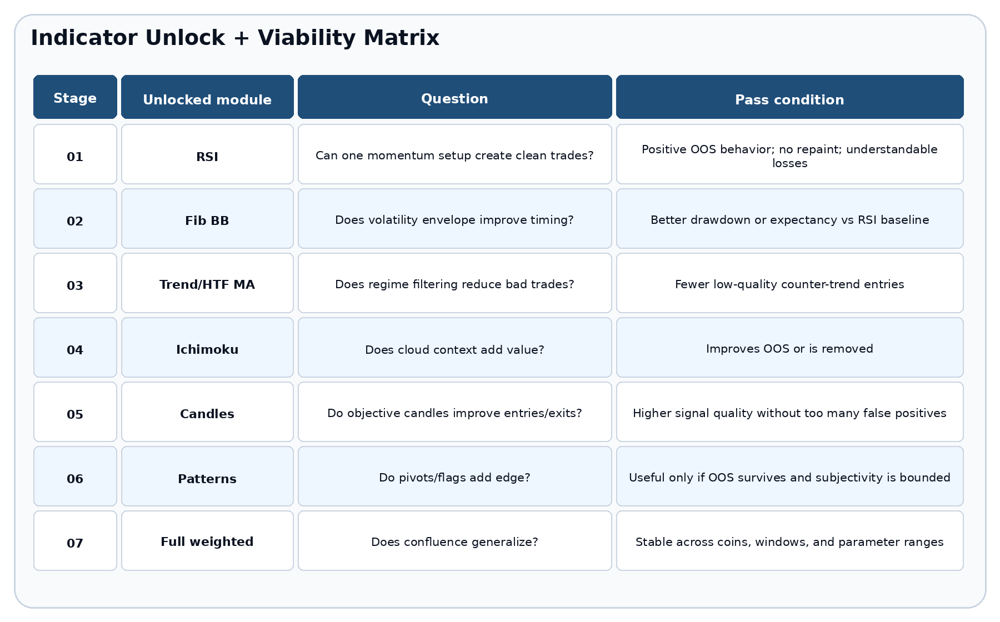 Indicator Unlock + Viability Matrix
Stage Unlocked module Question Pass condition
01 RSI Can one momentum setup create clean trades? Positive OOS behavior; no repaint; understandable
losses
02 Fib BB Does volatility envelope improve timing? Better drawdown or expectancy vs RSI baseline
03 Trend/HTF MA Does regime filtering reduce bad trades? Fewer low-quality counter-trend entries
04 Ichimoku Does cloud context add value? Improves OOS or is removed
05 Candles Do objective candles improve entries/exits? Higher signal quality without too many false positives
06 Patterns Do pivots/flags add edge? Useful only if OOS survives and subjectivity is bounded
07 Full weighted Does confluence generalize? Stable across coins, windows, and parameter ranges